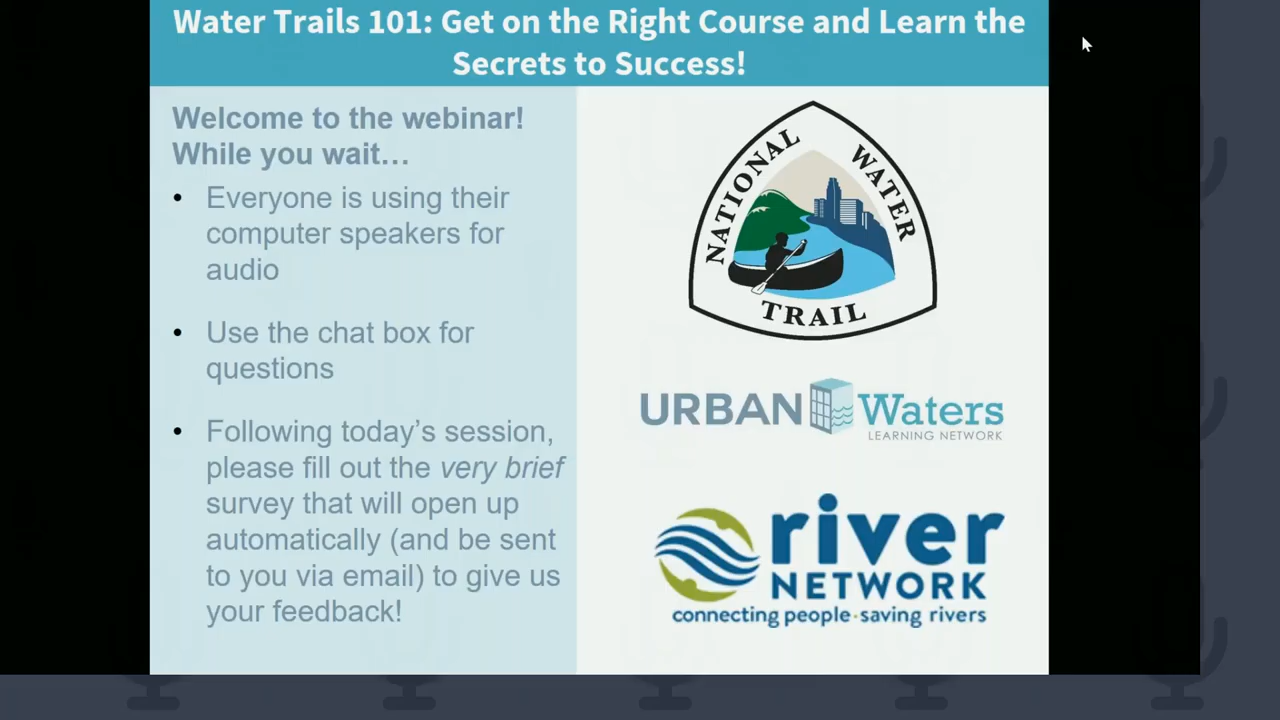 Water Trails 101: Get on the Right Course and Learn the
Secrets to Success!
Welcome to the webinar!
While you wait…
• Everyone is using their
computer speakers for
audio
• Use the chat box for
questions
• Following today’s session,
please fill out the very brief
survey that will open up
automatically (and be sent
to you via email) to give us
your feedback!
NATIONAL WATER
TRAIL
URBAN Waters
LEARNING NETWORK
river
NETWORK
connecting people·saving rivers